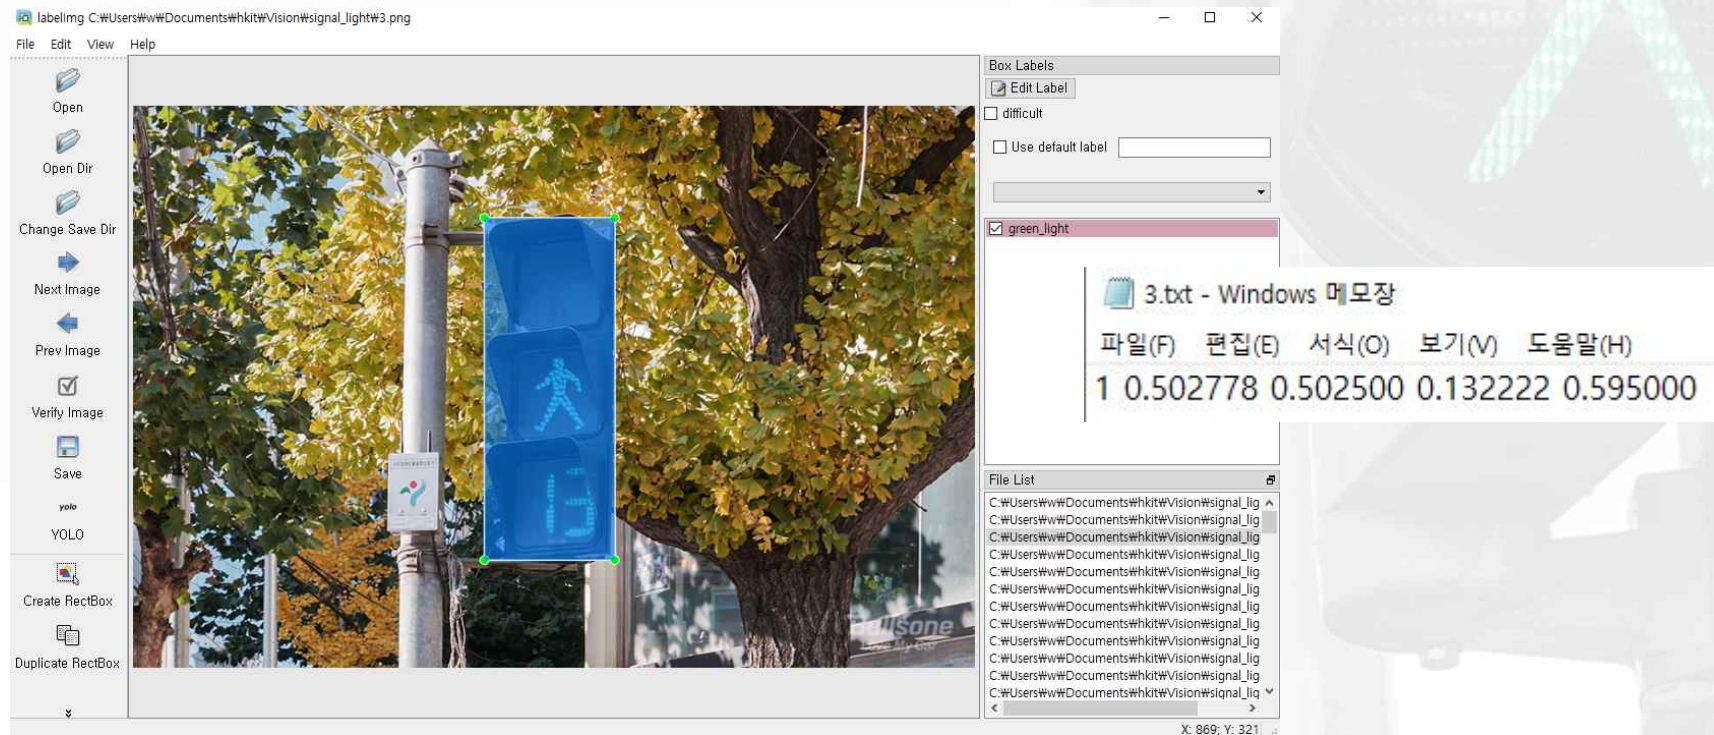 labelImg C:₩Users₩w₩Documents₩hkit₩Vision₩signal_light₩3.png
File Edit View Help
Open
Open Dir
Change Save Dir
Next Image
Prev Image
Verify Image
Save
yolo
YOLO
Create RectBox
Duplicate RectBox
13
Bullsone
Save My Car
Box Labels
Edit Label
difficult
Use default label
green_light
3.txt - Windows 메모장
파일(F) 편집(E) 서식(O) 보기(V) 도움말(H)
1 0.502778 0.502500 0.132222 0.595000
File List
C:₩Users₩w₩Documents₩hkit₩Vision₩signal_lig
C:₩Users₩w₩Documents₩hkit₩Vision₩signal_lig
C:₩Users₩w₩Documents₩hkit₩Vision₩signal_lig
C:₩Users₩w₩Documents₩hkit₩Vision₩signal_lig
C:₩Users₩w₩Documents₩hkit₩Vision₩signal_lig
C:₩Users₩w₩Documents₩hkit₩Vision₩signal_lig
C:₩Users₩w₩Documents₩hkit₩Vision₩signal_lig
C:₩Users₩w₩Documents₩hkit₩Vision₩signal_lig
C:₩Users₩w₩Documents₩hkit₩Vision₩signal_lig
C:₩Users₩w₩Documents₩hkit₩Vision₩signal_lig
C:₩Users₩w₩Documents₩hkit₩Vision₩signal_lig
C:₩Users₩w₩Documents₩hkit₩Vision₩signal_lig
X: 869; Y: 321